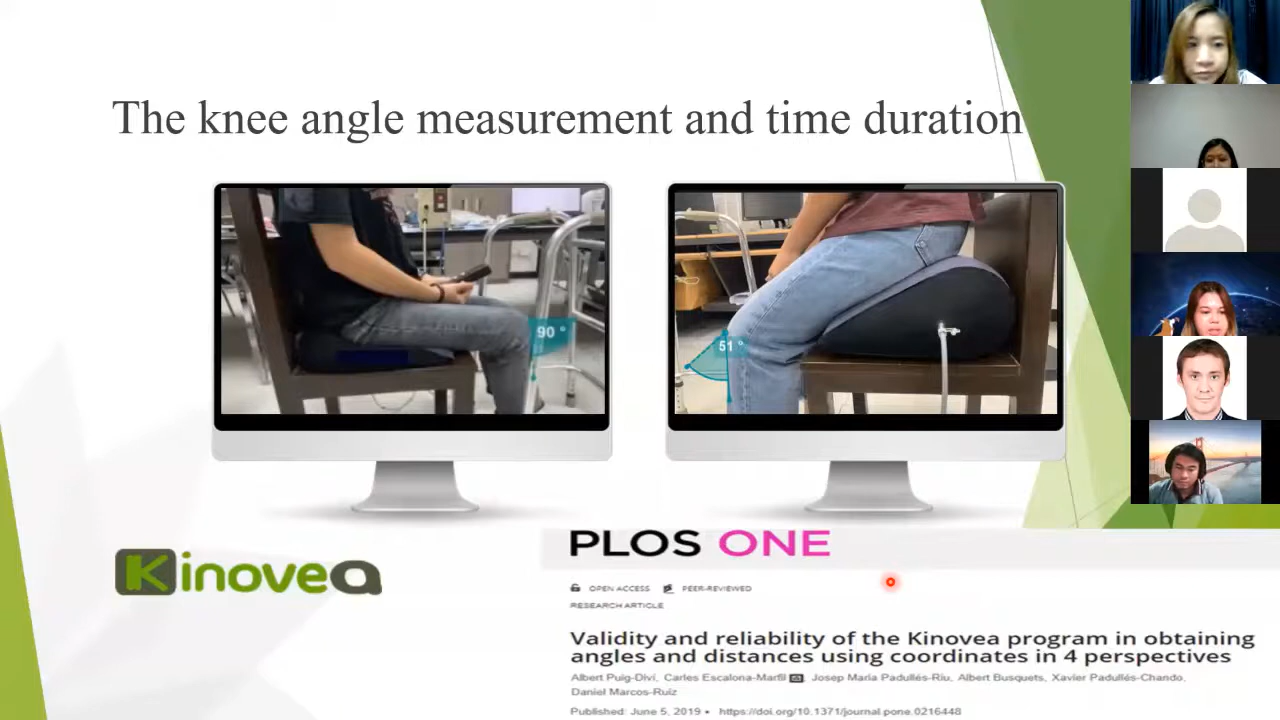 The knee angle measurement and time duration
90 °
51 °
Kinovea
PLOS ONE
OPEN ACCESS PEER-REVIEWED
RESEARCH ARTICLE
Validity and reliability of the Kinovea program in obtaining
angles and distances using coordinates in 4 perspectives
Albert Puig-Diví, Carles Escalona-Marfil, Josep Maria Padullés-Riu, Albert Busquets, Xavier Padullés-Chando,
Daniel Marcos-Ruiz
Published: June 5, 2019 • https://doi.org/10.1371/journal.pone.0216448